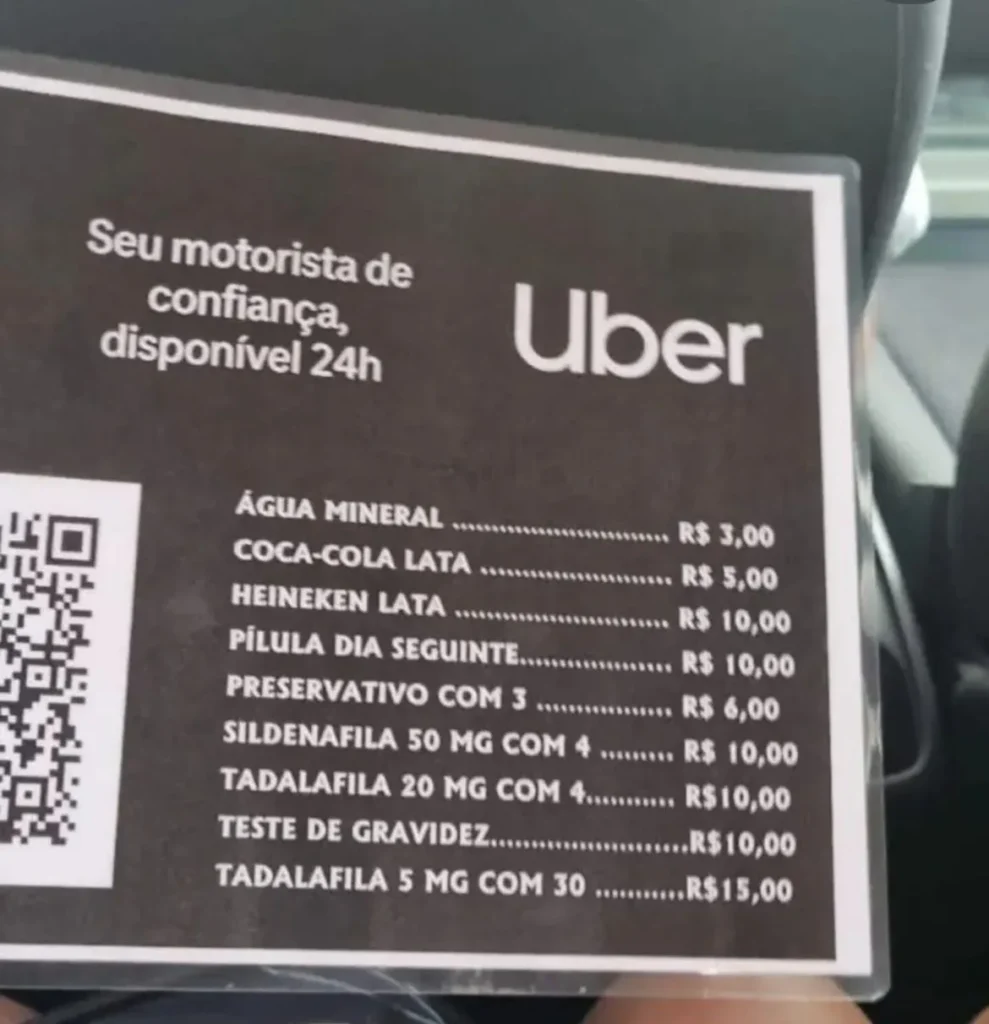 Seu motorista de
confiança,
disponível 24h
Uber
ÁGUA MINERAL ........................ R$ 3,00
COCA-COLA LATA ..................... R$ 5,00
HEINEKEN LATA ........................ R$ 10,00
PÍLULA DIA SEGUINTE................. R$ 10,00
PRESERVATIVO COM 3 ............... R$ 6,00
SILDENAFILA 50 MG COM 4 ......... R$ 10,00
TADALAFILA 20 MG COM 4........... R$10,00
TESTE DE GRAVIDEZ.......................R$10,00
TADALAFILA 5 MG COM 30 ...........R$15,00